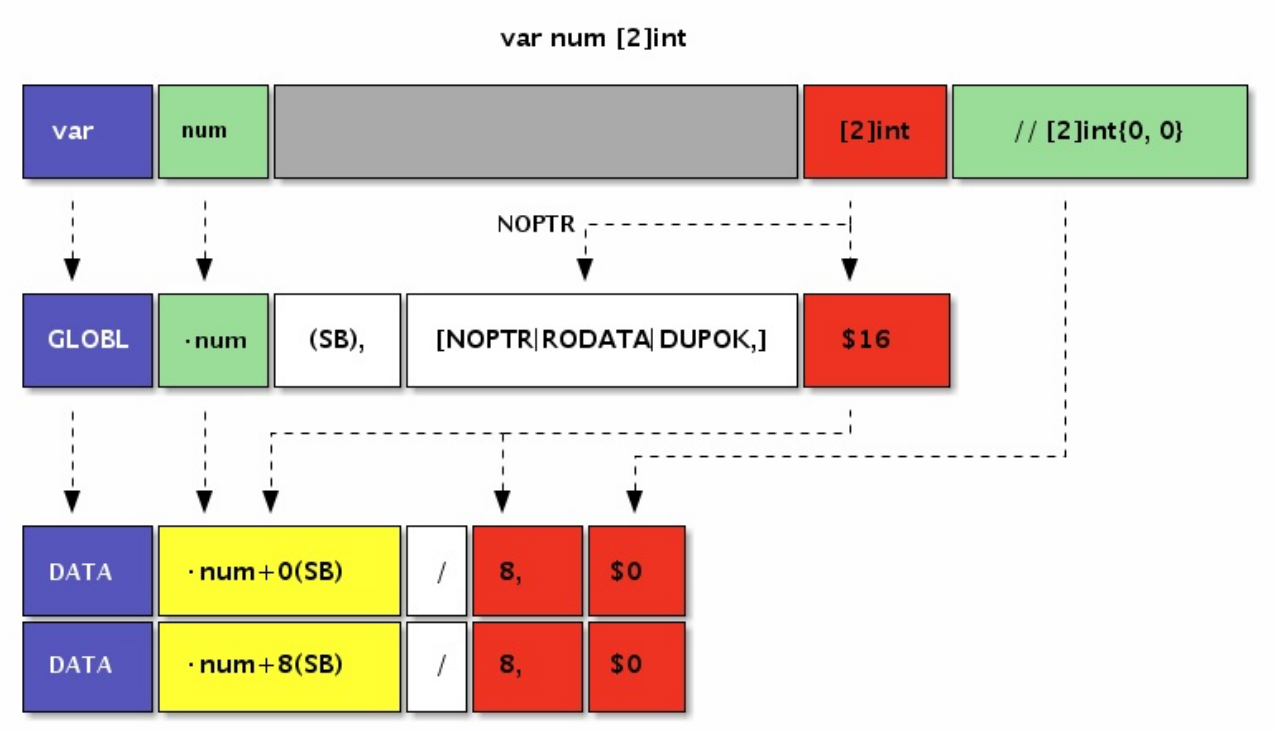 var num [2]int
var num [2]int // [2]int{0, 0}
NOPTR
GLOBL ·num (SB), [NOPTR|RODATA|DUPOK,] $16
DATA ·num+0(SB) / 8, $0
DATA ·num+8(SB) / 8, $0